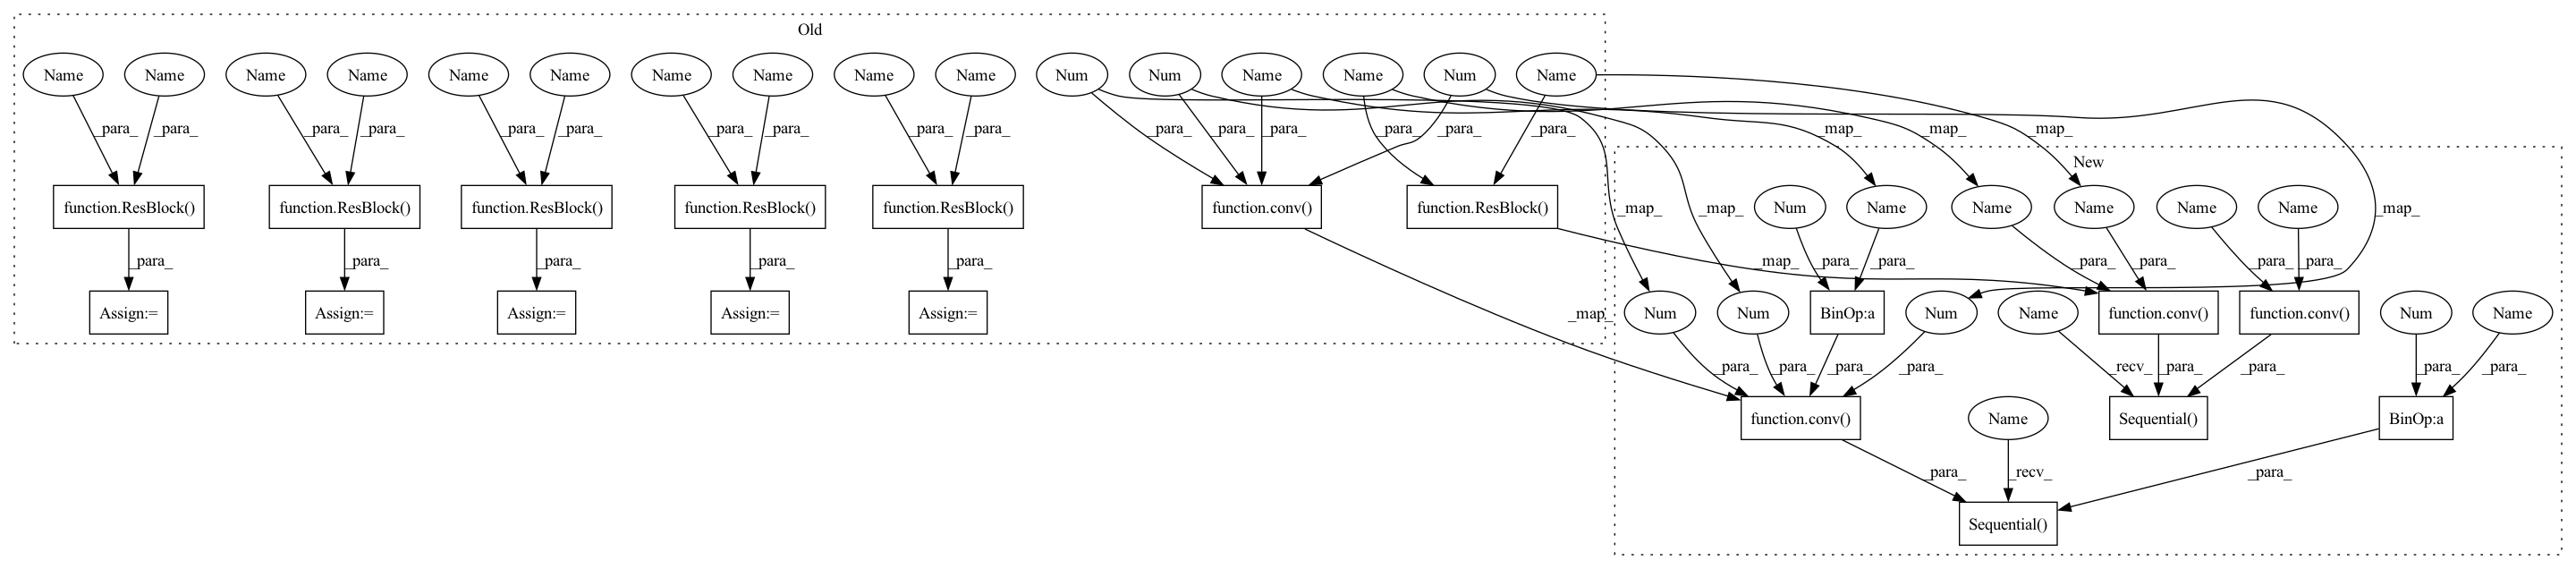 Old
Name Name Name Name Name Name Name Name Name Name Num Num Name Name Num Name
_para_ _para_ _para_ _para_ _para_ _para_ _para_ _para_ _para_ _para_ _para_ _para_ _para_ _para_ _para_ _para_ _map_ _map_ _map_
New
function.ResBlock() function.ResBlock() function.ResBlock() function.ResBlock() function.ResBlock() function.conv() function.ResBlock() _map_ _map_ Num Name Name Name Name Name _map_
_para_ _para_ _para_ _para_ _para_ _map_ _para_ _para_ _para_ _para_ _para_ _para_
Assign:= Assign:= Assign:= Assign:= Assign:= _map_ Num Num BinOp:a Num Name function.conv() function.conv() Num Name
_para_ _para_ _para_ _para_ _recv_ _para_ _para_ _para_ _para_
function.conv() Name Sequential() BinOp:a
_para_ _recv_ _para_
Sequential()